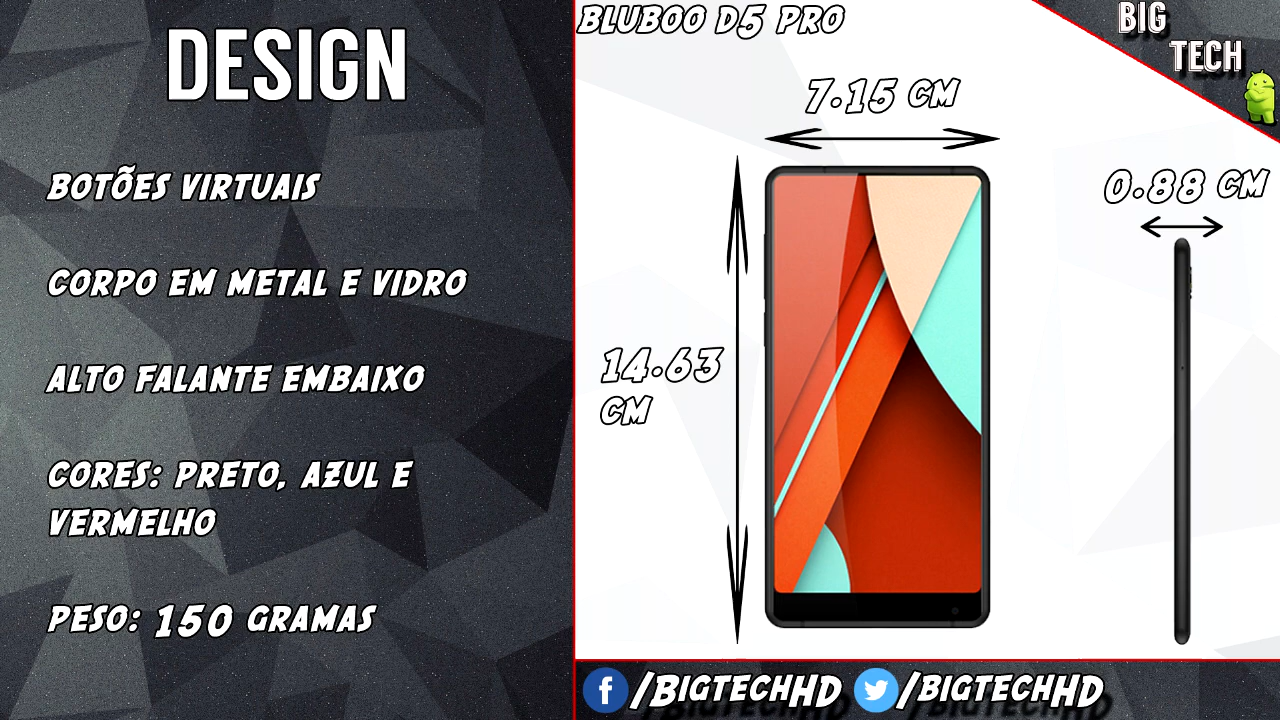 DESIGN
BOTÕES VIRTUAIS
CORPO EM METAL E VIDRO
ALTO FALANTE EMBAIXO
CORES: PRETO, AZUL E
VERMELHO
PESO: 150 GRAMAS
BLUBOO D5 PRO
BIG
TECH
7.15 CM
0.88 CM
14.63
CM
/BIGTECHHD
/BIGTECHHD